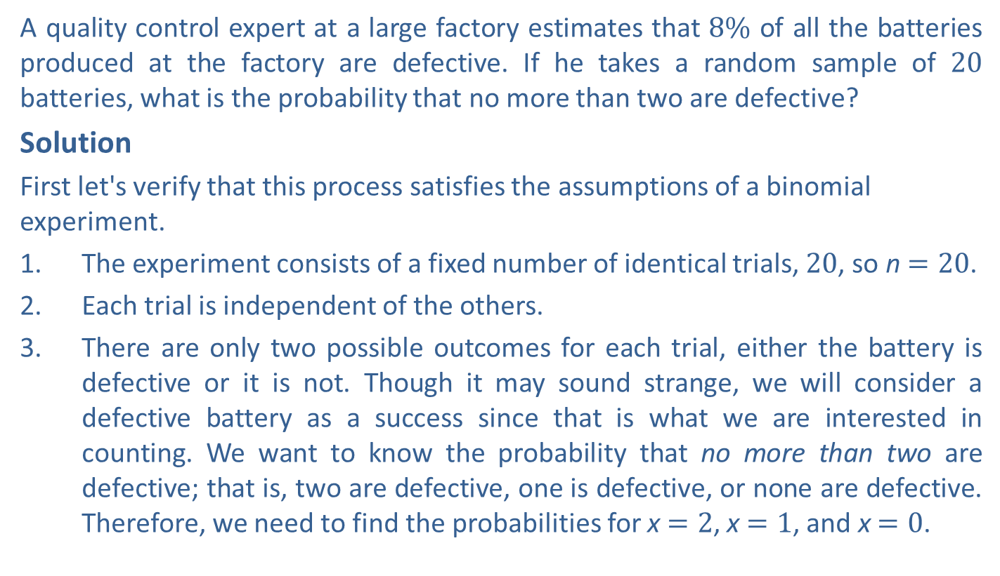 A quality control expert at a large factory estimates that 8% of all the batteries
produced at the factory are defective. If he takes a random sample of 20
batteries, what is the probability that no more than two are defective?
Solution
First let's verify that this process satisfies the assumptions of a binomial
experiment.
1. The experiment consists of a fixed number of identical trials, 20, so n = 20.
2. Each trial is independent of the others.
3. There are only two possible outcomes for each trial, either the battery is
defective or it is not. Though it may sound strange, we will consider a
defective battery as a success since that is what we are interested in
counting. We want to know the probability that no more than two are
defective; that is, two are defective, one is defective, or none are defective.
Therefore, we need to find the probabilities for x = 2, x = 1, and x = 0.